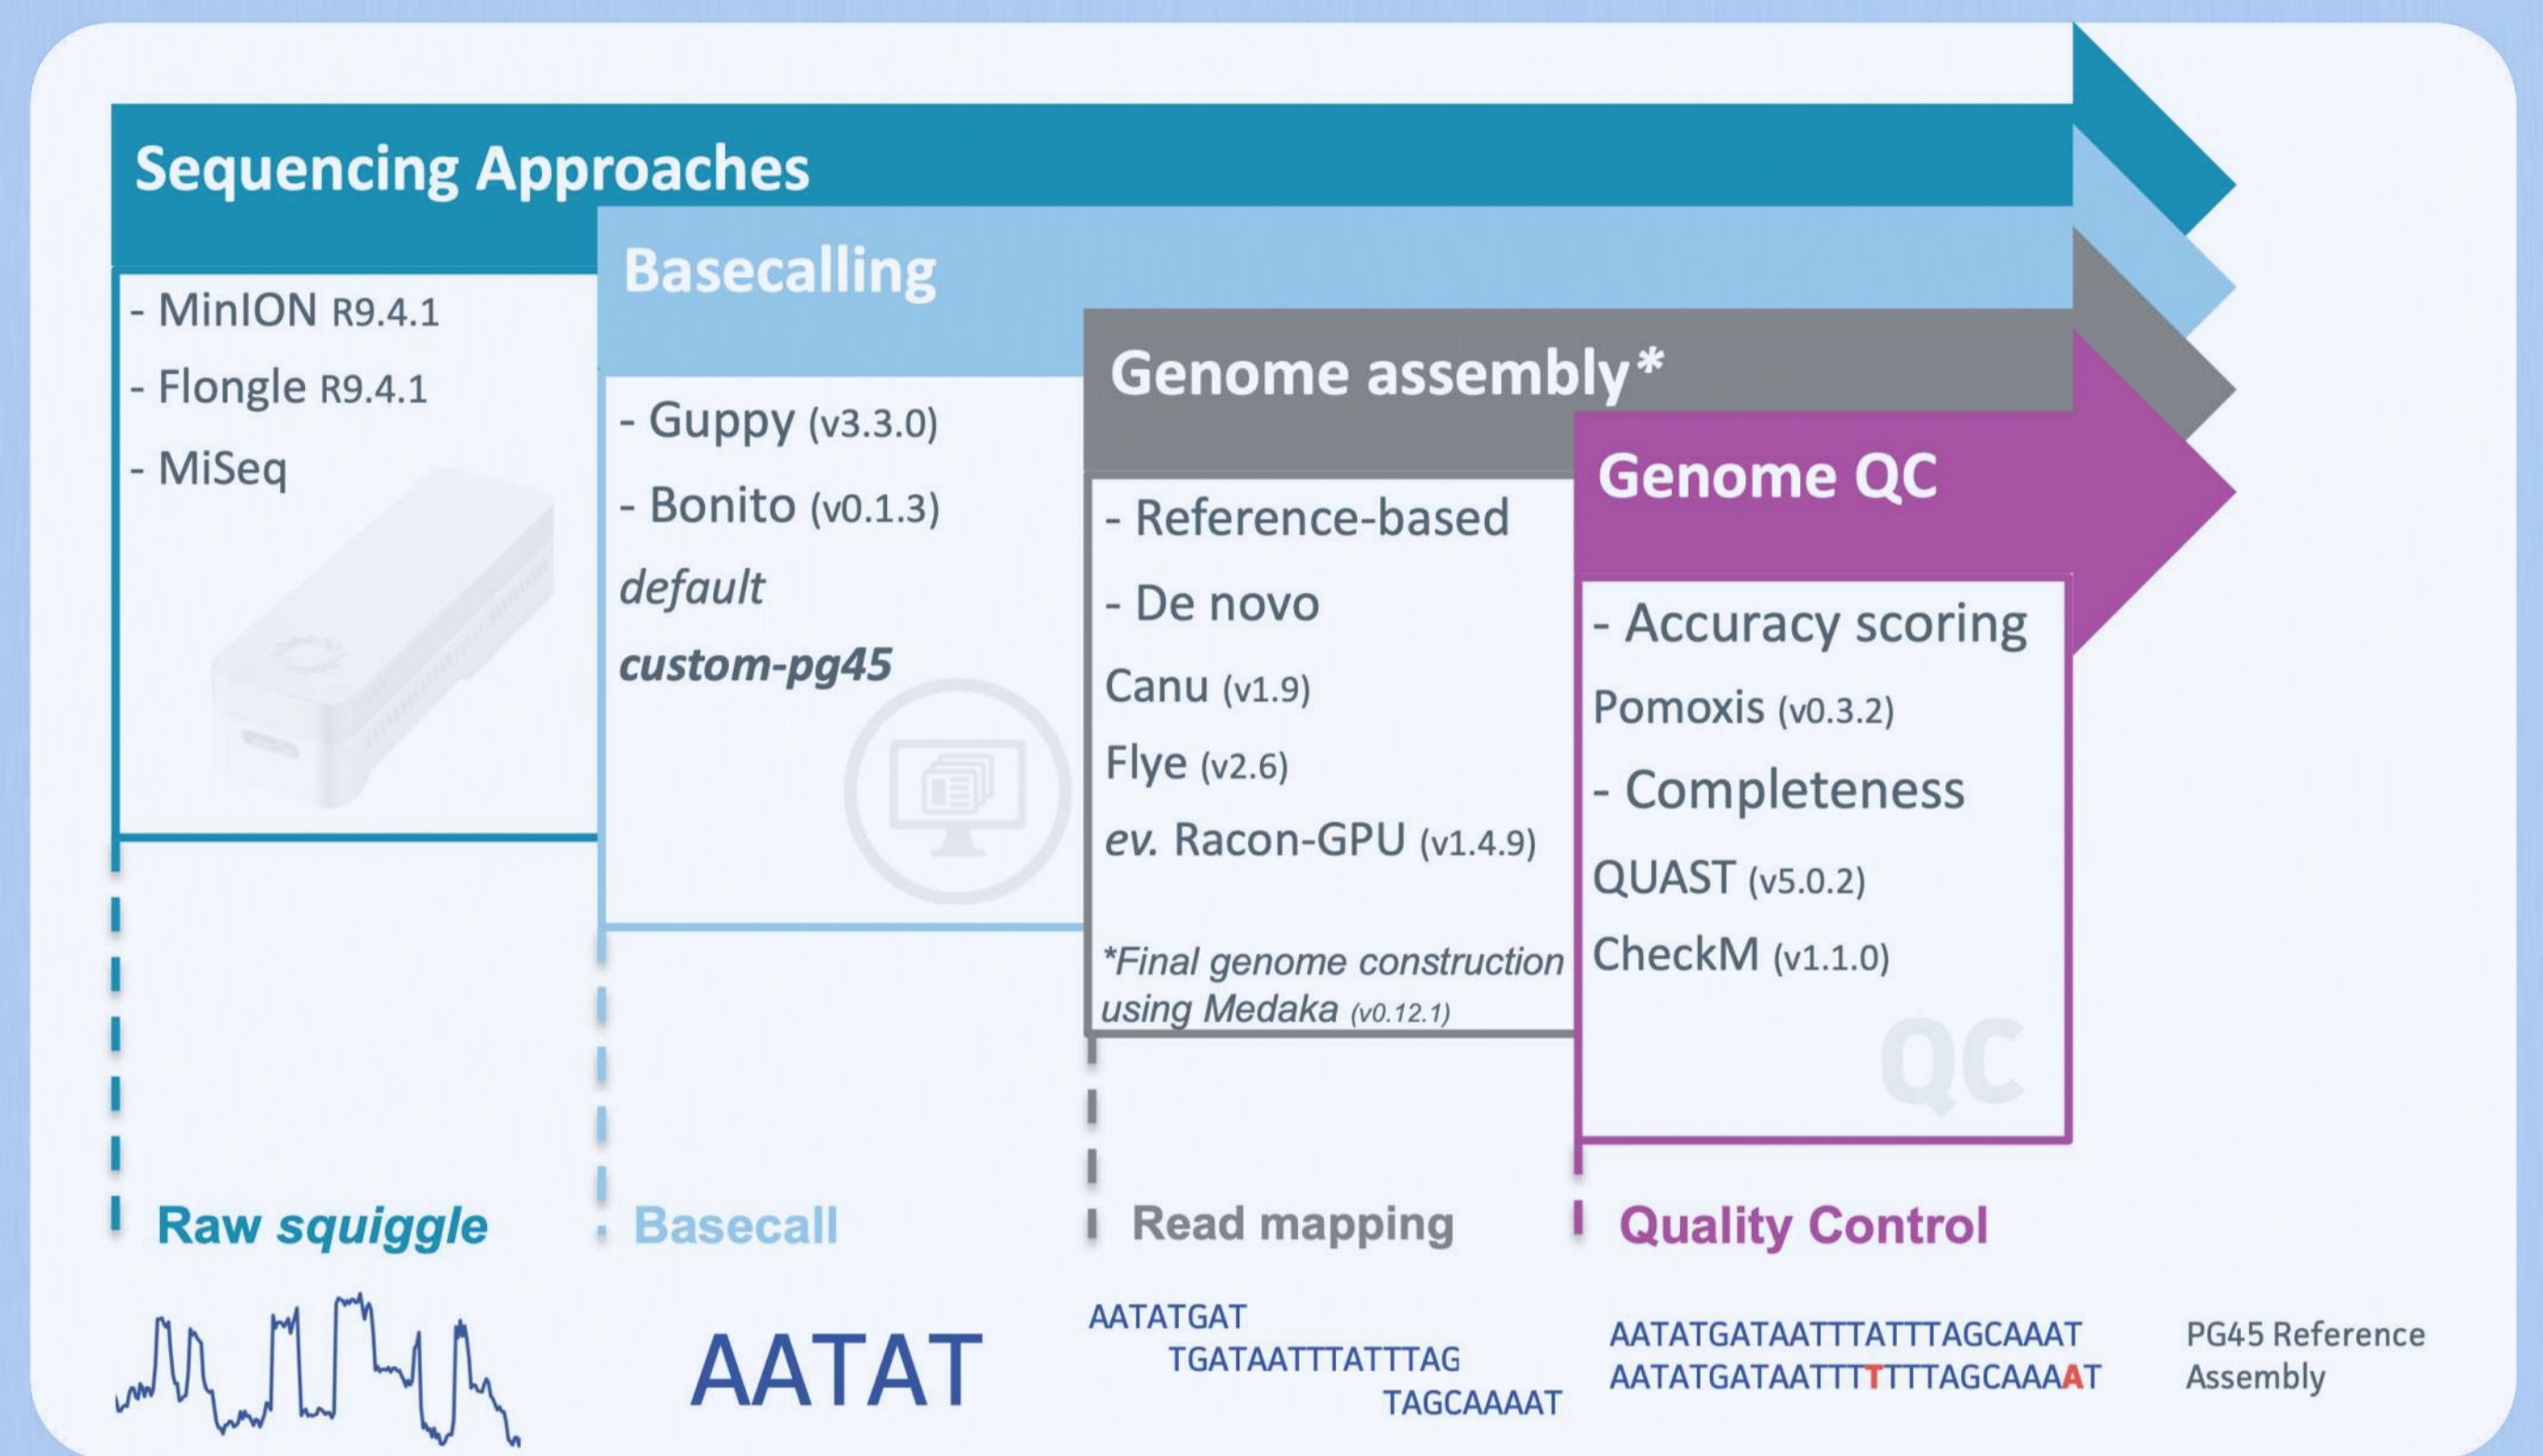 Sequencing Approaches
- MinION R9.4.1
- Flongle R9.4.1
- MiSeq
Basecalling
- Guppy (v3.3.0)
- Bonito (v0.1.3)
default
custom-pg45
Genome assembly*
- Reference-based
- De novo
Canu (v1.9)
Flye (v2.6)
ev. Racon-GPU (v1.4.9)
*Final genome construction
using Medaka (v0.12.1)
Genome QC
- Accuracy scoring
Pomoxis (v0.3.2)
- Completeness
QUAST (v5.0.2)
CheckM (v1.1.0)
QC
Raw squiggle
Basecall
AATAT
Read mapping
AATATGAT
TGATAATTTATTTAG
TAGCAAAAT
Quality Control
AATATGATAATTTATTTAGCAAAT
AATATGATAATTTTTTTAGCAAAAT
PG45 Reference
Assembly